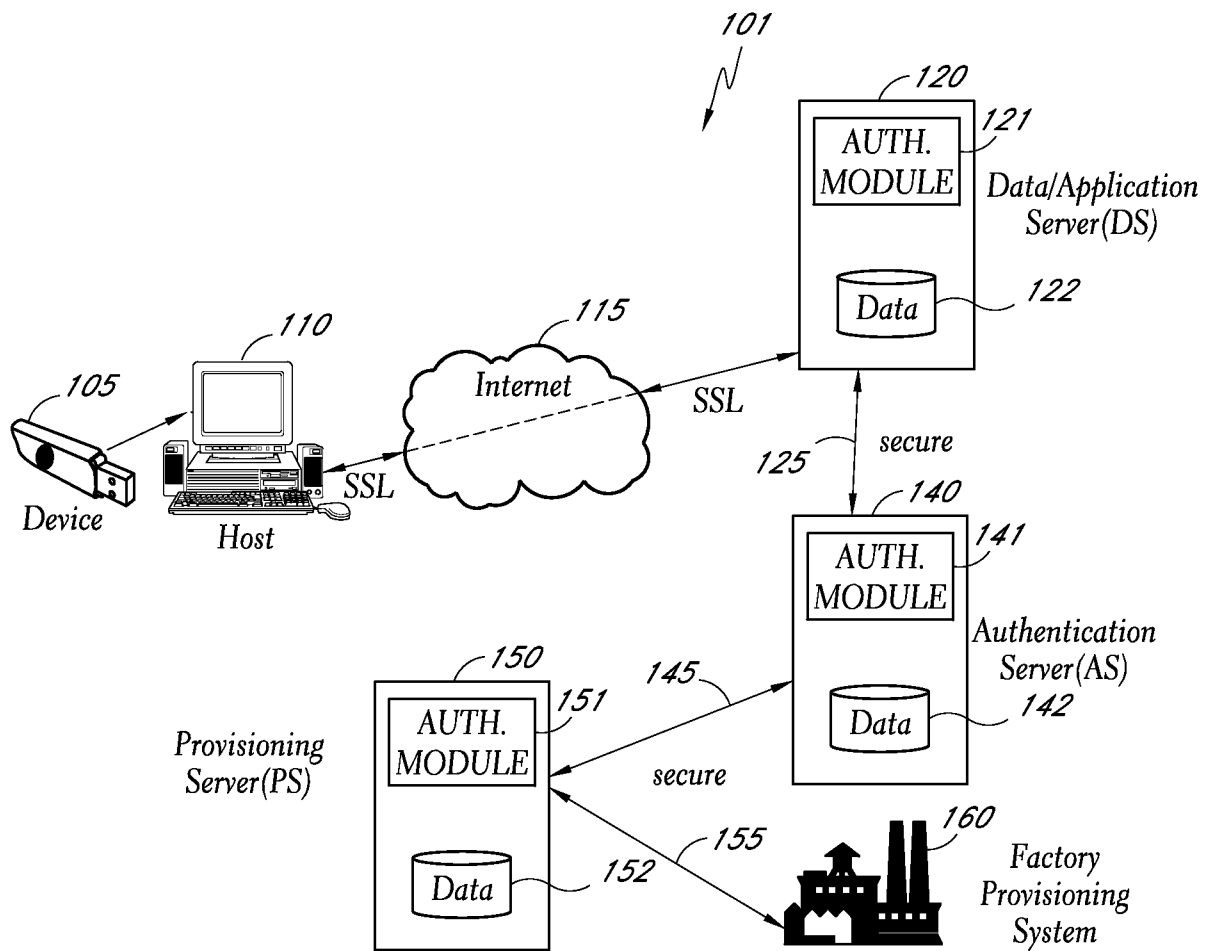 101
120
121
AUTH.
MODULE
Data/Application
Server(DS)
Data
122
115
110
Internet
SSL
105
SSL
Device
Host
125
secure
140
141
AUTH.
MODULE
Authentication
Server(AS)
150
145
151
AUTH.
MODULE
Data
142
Provisioning
Server(PS)
secure
155
160
Data
152
Factory
Provisioning
System